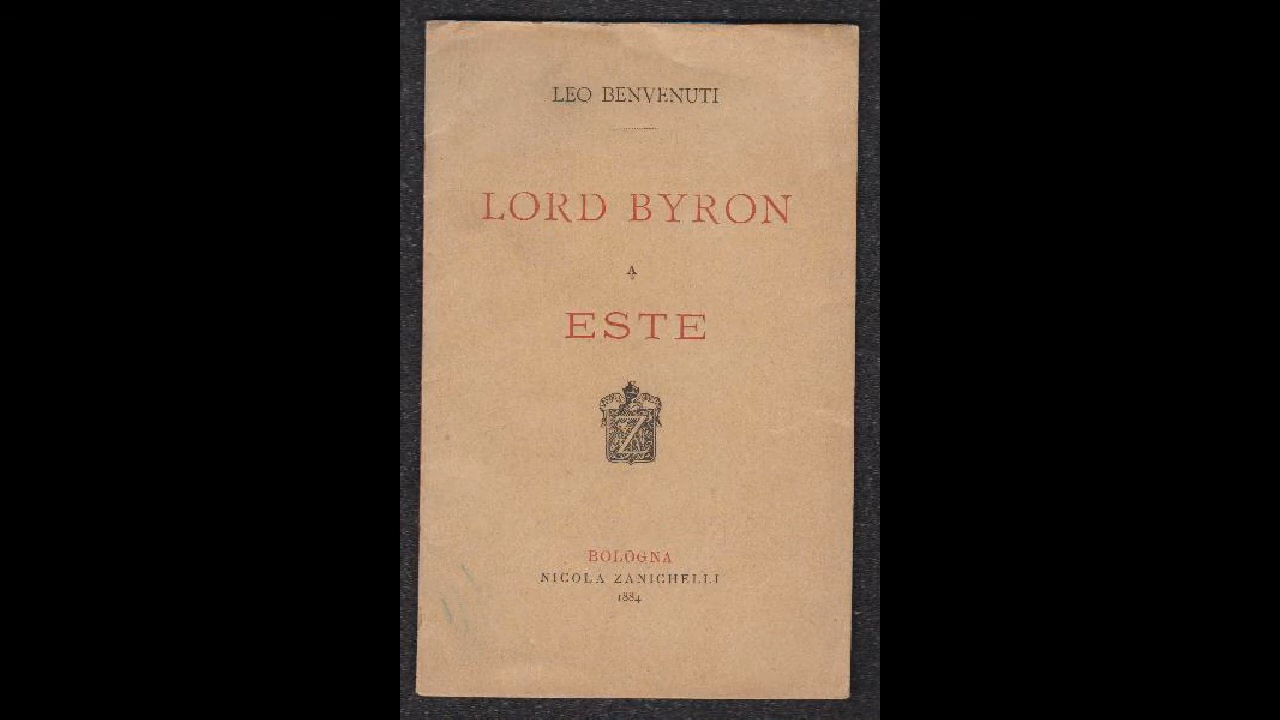 LEO BENVENUTI
LORD BYRON
A
ESTE
Z
BOLOGNA
NICOLA ZANICHELLI
1884